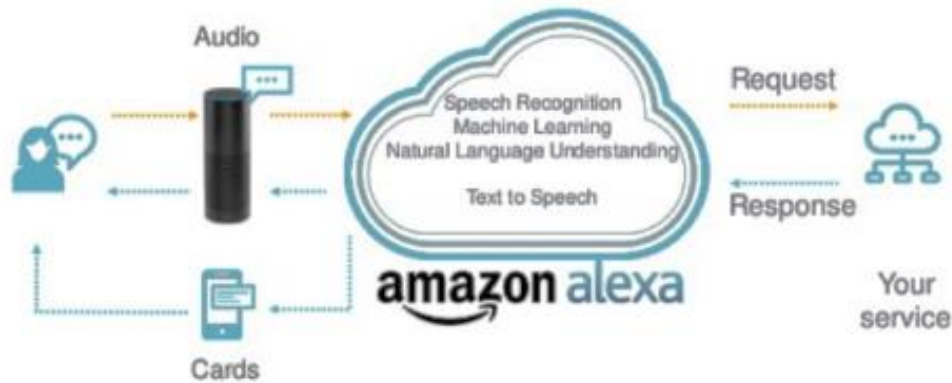 Audio
Speech Recognition
Machine Learning
Natural Language Understanding
Text to Speech
Request
Response
amazon alexa
Your
service
Cards